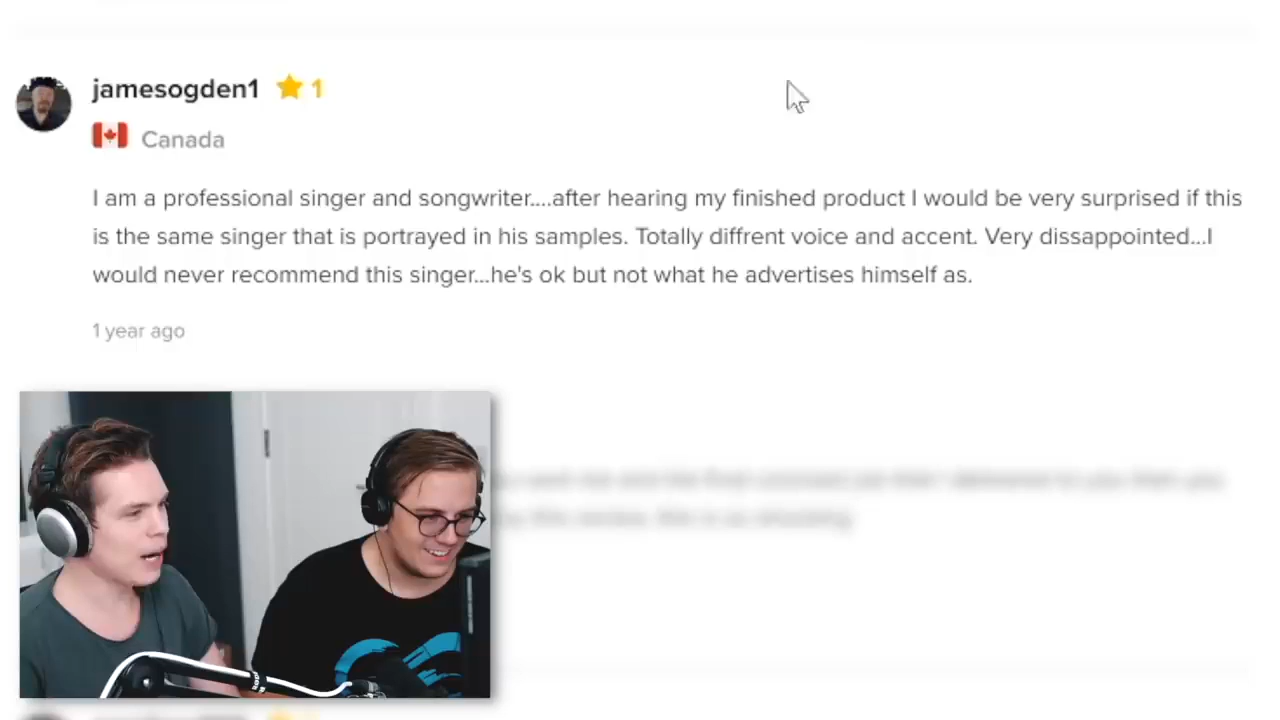 jamesogden1 1
Canada
I am a professional singer and songwriter....after hearing my finished product I would be very surprised if this
is the same singer that is portrayed in his samples. Totally diffrent voice and accent. Very dissappointed...I
would never recommend this singer...he's ok but not what he advertises himself as.
1 year ago